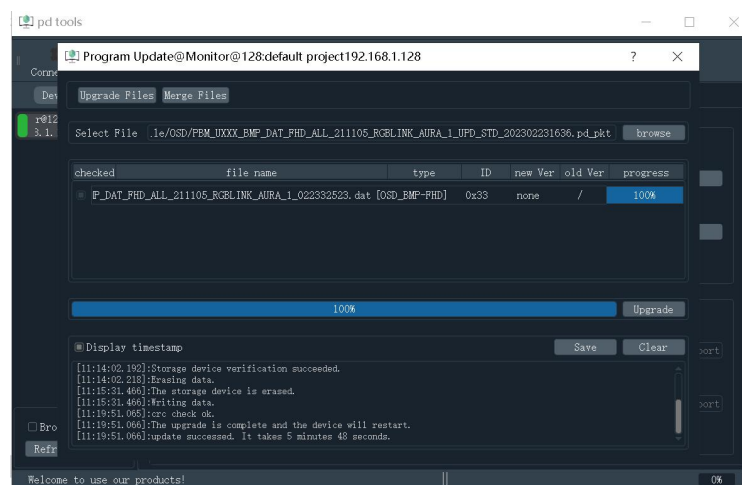 pd tools
Program Update@Monitor@128:default project192.168.1.128
?
Conne
Dev
Upgrade Files Merge Files
r@12
3.1.
Select File .le/OSD/PBM_UXXX_BMP_DAT_FHD_ALL_211105_RGBLINK_AURA_1_UPD_STD_202302231636.pd_pkt browse
checked file name type ID new Ver old Ver progress
P_DAT_FHD_ALL_211105_RGBLINK_AURA_1_022332523.dat [OSD_BMP-FHD] 0x33 none / 100%
100% Upgrade
Display timestamp Save Clear
port
[11:14:02.192]:Storage device verification succeeded.
[11:14:02.218]:Erasing data.
[11:15:31.466]:The storage device is erased.
[11:15:31.466]:Writing data.
port
[11:19:51.065]:crc check ok.
[11:19:51.066]:The upgrade is complete and the device will restart.
Bro
[11:19:51.066]:update successed. It takes 5 minutes 48 seconds.
Refr
Welcome to use our products! 0%